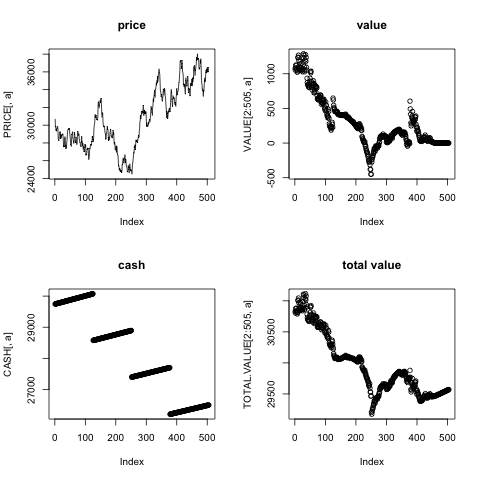 price
PRICE[, a]
24000 30000 36000
0 100 200 300 400 500
Index
value
VALUE[2:505, a]
-500 0 500 1000
0 100 200 300 400 500
Index
cash
CASH[, a]
27000 29000
0 100 200 300 400 500
Index
total value
TOTAL.VALUE[2:505, a]
29500 30500
0 100 200 300 400 500
Index